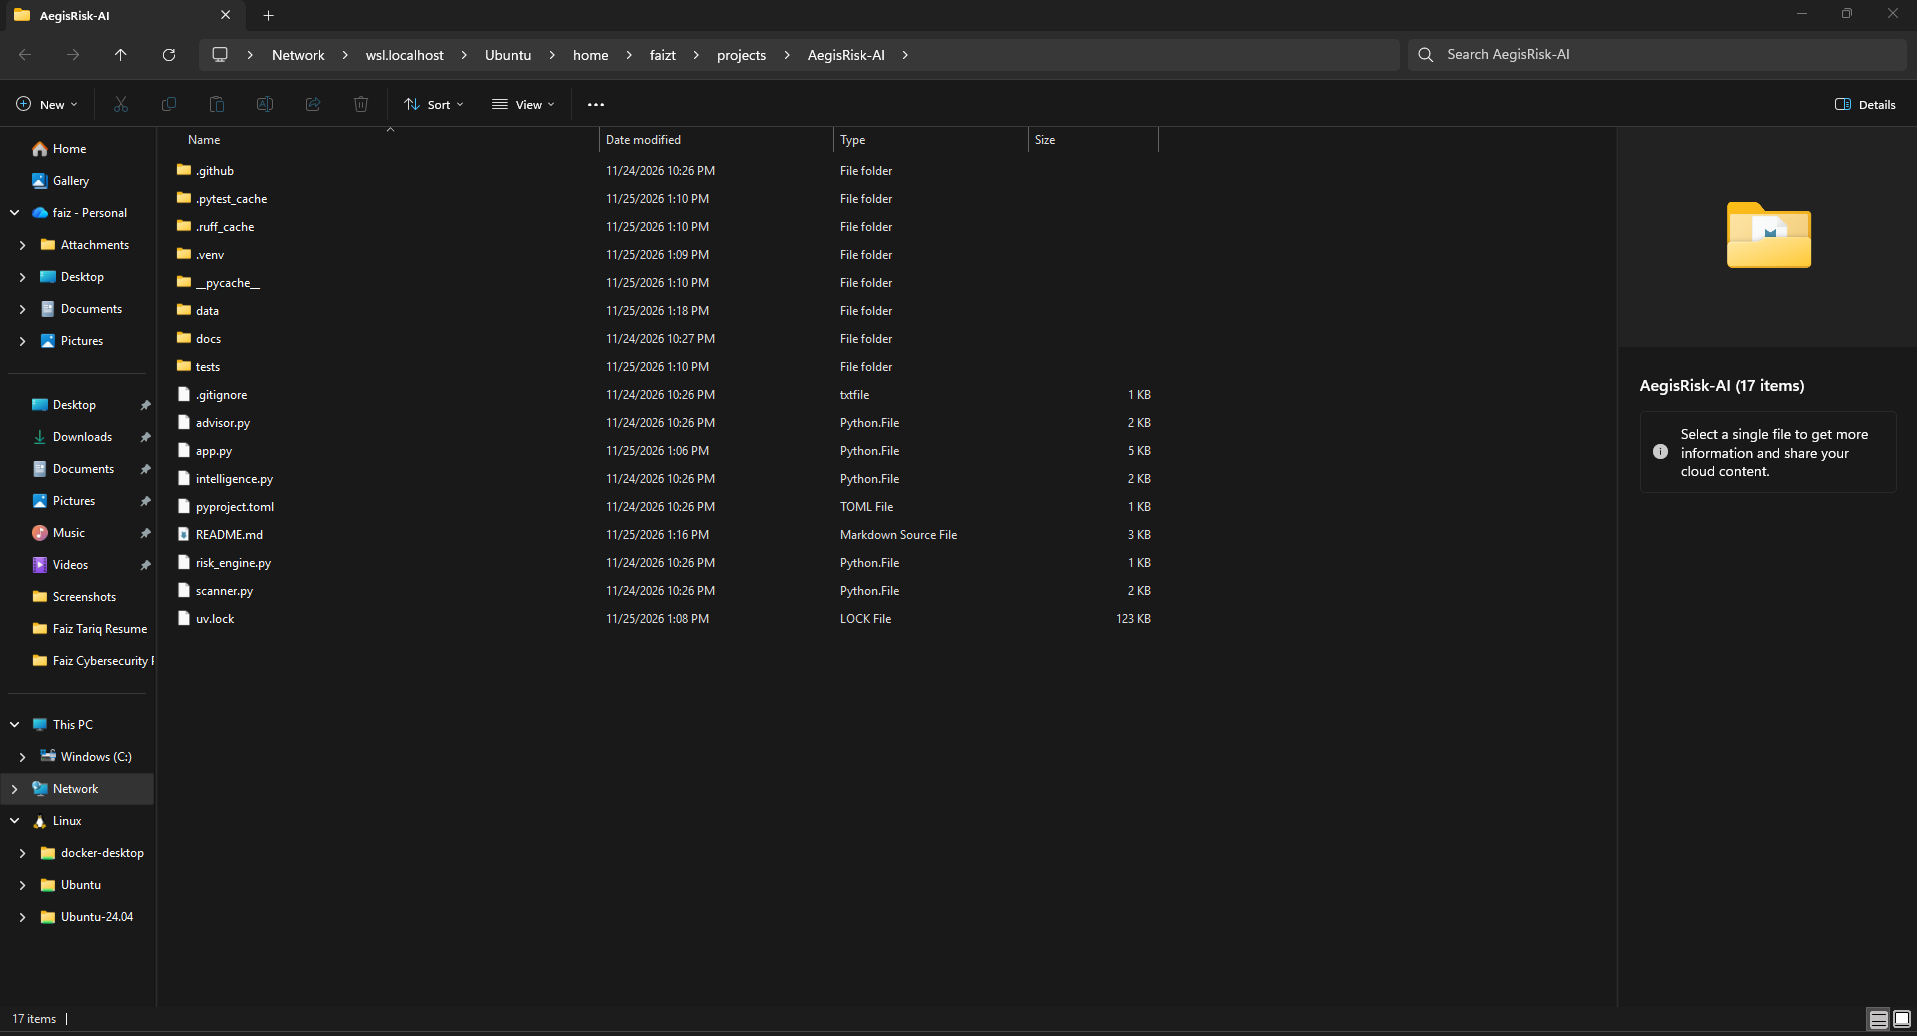 AegisRisk-AI
Network wsl.localhost Ubuntu home faizt projects AegisRisk-AI
Search AegisRisk-AI
New
Sort
View
Details
Home
Gallery
faiz - Personal
Attachments
Desktop
Documents
Pictures
Desktop
Downloads
Documents
Pictures
Music
Videos
Screenshots
Faiz Tariq Resume
Faiz Cybersecurity
This PC
Windows (C:)
Network
Linux
docker-desktop
Ubuntu
Ubuntu-24.04
Name Date modified Type Size
.github 11/24/2026 10:26 PM File folder
.pytest_cache 11/25/2026 1:10 PM File folder
.ruff_cache 11/25/2026 1:10 PM File folder
.venv 11/25/2026 1:09 PM File folder
__pycache__ 11/25/2026 1:10 PM File folder
data 11/25/2026 1:18 PM File folder
docs 11/24/2026 10:27 PM File folder
tests 11/25/2026 1:10 PM File folder
.gitignore 11/24/2026 10:26 PM txtfile 1 KB
advisor.py 11/24/2026 10:26 PM Python.File 2 KB
app.py 11/25/2026 1:06 PM Python.File 5 KB
intelligence.py 11/24/2026 10:26 PM Python.File 2 KB
pyproject.toml 11/24/2026 10:26 PM TOML File 1 KB
README.md 11/25/2026 1:16 PM Markdown Source File 3 KB
risk_engine.py 11/24/2026 10:26 PM Python.File 1 KB
scanner.py 11/24/2026 10:26 PM Python.File 2 KB
uv.lock 11/25/2026 1:08 PM LOCK File 123 KB
AegisRisk-AI (17 items)
Select a single file to get more
information and share your
cloud content.
17 items